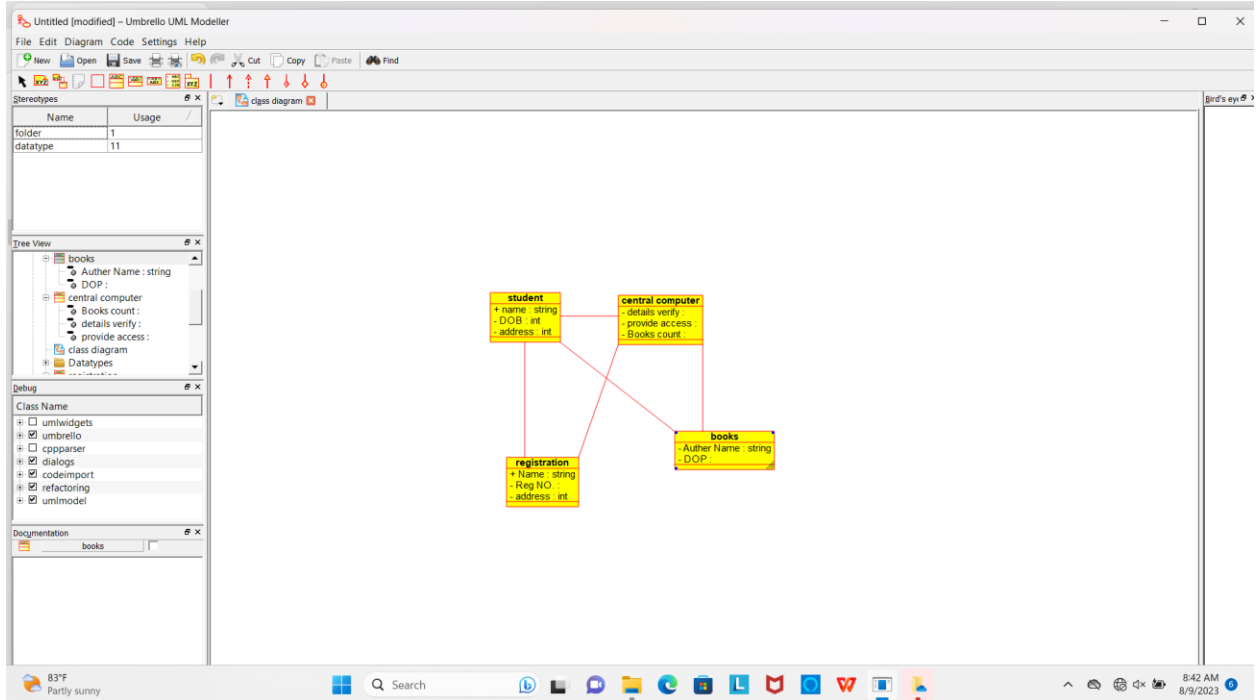 Untitled [modified] – Umbrello UML Modeller
File Edit Diagram Code Settings Help
New Open Save Cut Copy Paste Find
Stereotypes
class diagram
Bird's eye
Name Usage
folder 1
datatype 11
Tree View
books
Auther Name : string
DOP :
central computer
Books count :
details verify :
provide access :
class diagram
Datatypes
registration
student
+ name : string
- DOB : int
- address : int
central computer
- details verify :
- provide access :
- Books count :
books
- Auther Name : string
- DOP :
registration
+ Name : string
- Reg NO. :
- address : int
Debug
Class Name
umlwidgets
umbrello
cppparser
dialogs
codeimport
refactoring
umlmodel
Documentation
books
83°F
Partly sunny
Search
8:42 AM
8/9/2023
6